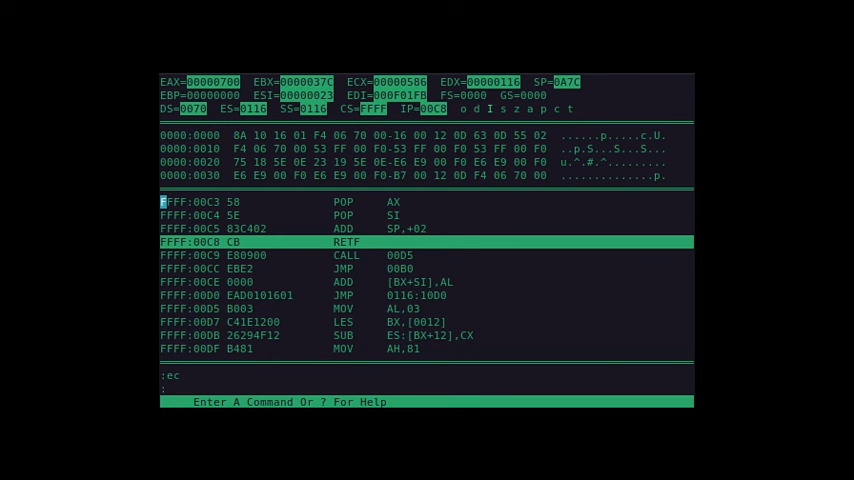 EAX=00000700  EBX=0000037C  ECX=00000586  EDX=00000116  SP=0A7C
EBP=00000000  ESI=00000023  EDI=000F01FB  FS=0000  GS=0000
DS=0070  ES=0116  SS=0116  CS=FFFF  IP=00C8  o d I s z a p c t
0000:0000  8A 10 16 01 F4 06 70 00-16 00 12 0D 63 0D 55 02  ......p.....c.U.
0000:0010  F4 06 70 00 53 FF 00 F0-53 FF 00 F0 53 FF 00 F0  ..p.S...S...S...
0000:0020  75 18 5E 0E 23 19 5E 0E-E6 E9 00 F0 E6 E9 00 F0  u.^.#.^.........
0000:0030  E6 E9 00 F0 E6 E9 00 F0-B7 00 12 0D F4 06 70 00  ..............p.
FFFF:00C3 58              POP     AX
FFFF:00C4 5E              POP     SI
FFFF:00C5 83C402          ADD     SP,+02
FFFF:00C8 CB              RETF
FFFF:00C9 E80900          CALL    00D5
FFFF:00CC EBE2            JMP     00B0
FFFF:00CE 0000            ADD     [BX+SI],AL
FFFF:00D0 EAD0101601      JMP     0116:10D0
FFFF:00D5 B003            MOV     AL,03
FFFF:00D7 C41E1200        LES     BX,[0012]
FFFF:00DB 26294F12        SUB     ES:[BX+12],CX
FFFF:00DF B481            MOV     AH,81
:ec
:
Enter A Command Or ? For Help